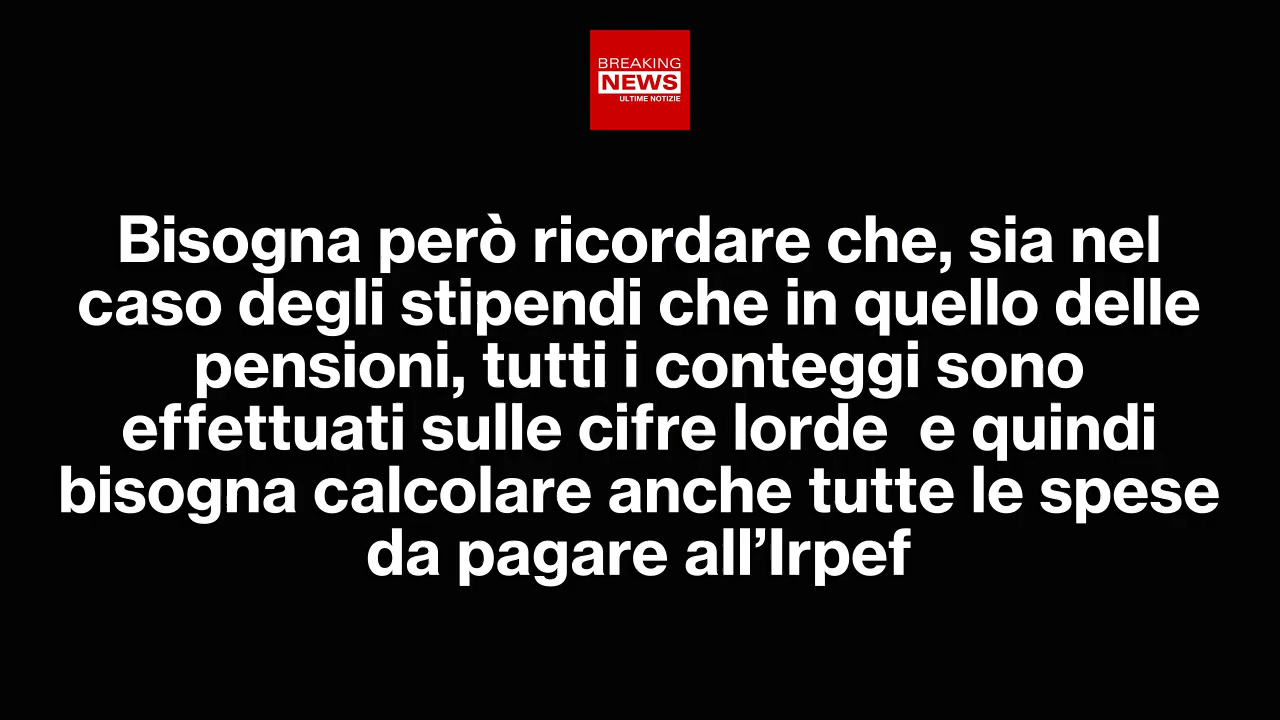 BREAKING
NEWS
ULTIME NOTIZIE
Bisogna però ricordare che, sia nel
caso degli stipendi che in quello delle
pensioni, tutti i conteggi sono
effettuati sulle cifre lorde  e quindi
bisogna calcolare anche tutte le spese
da pagare all’Irpef